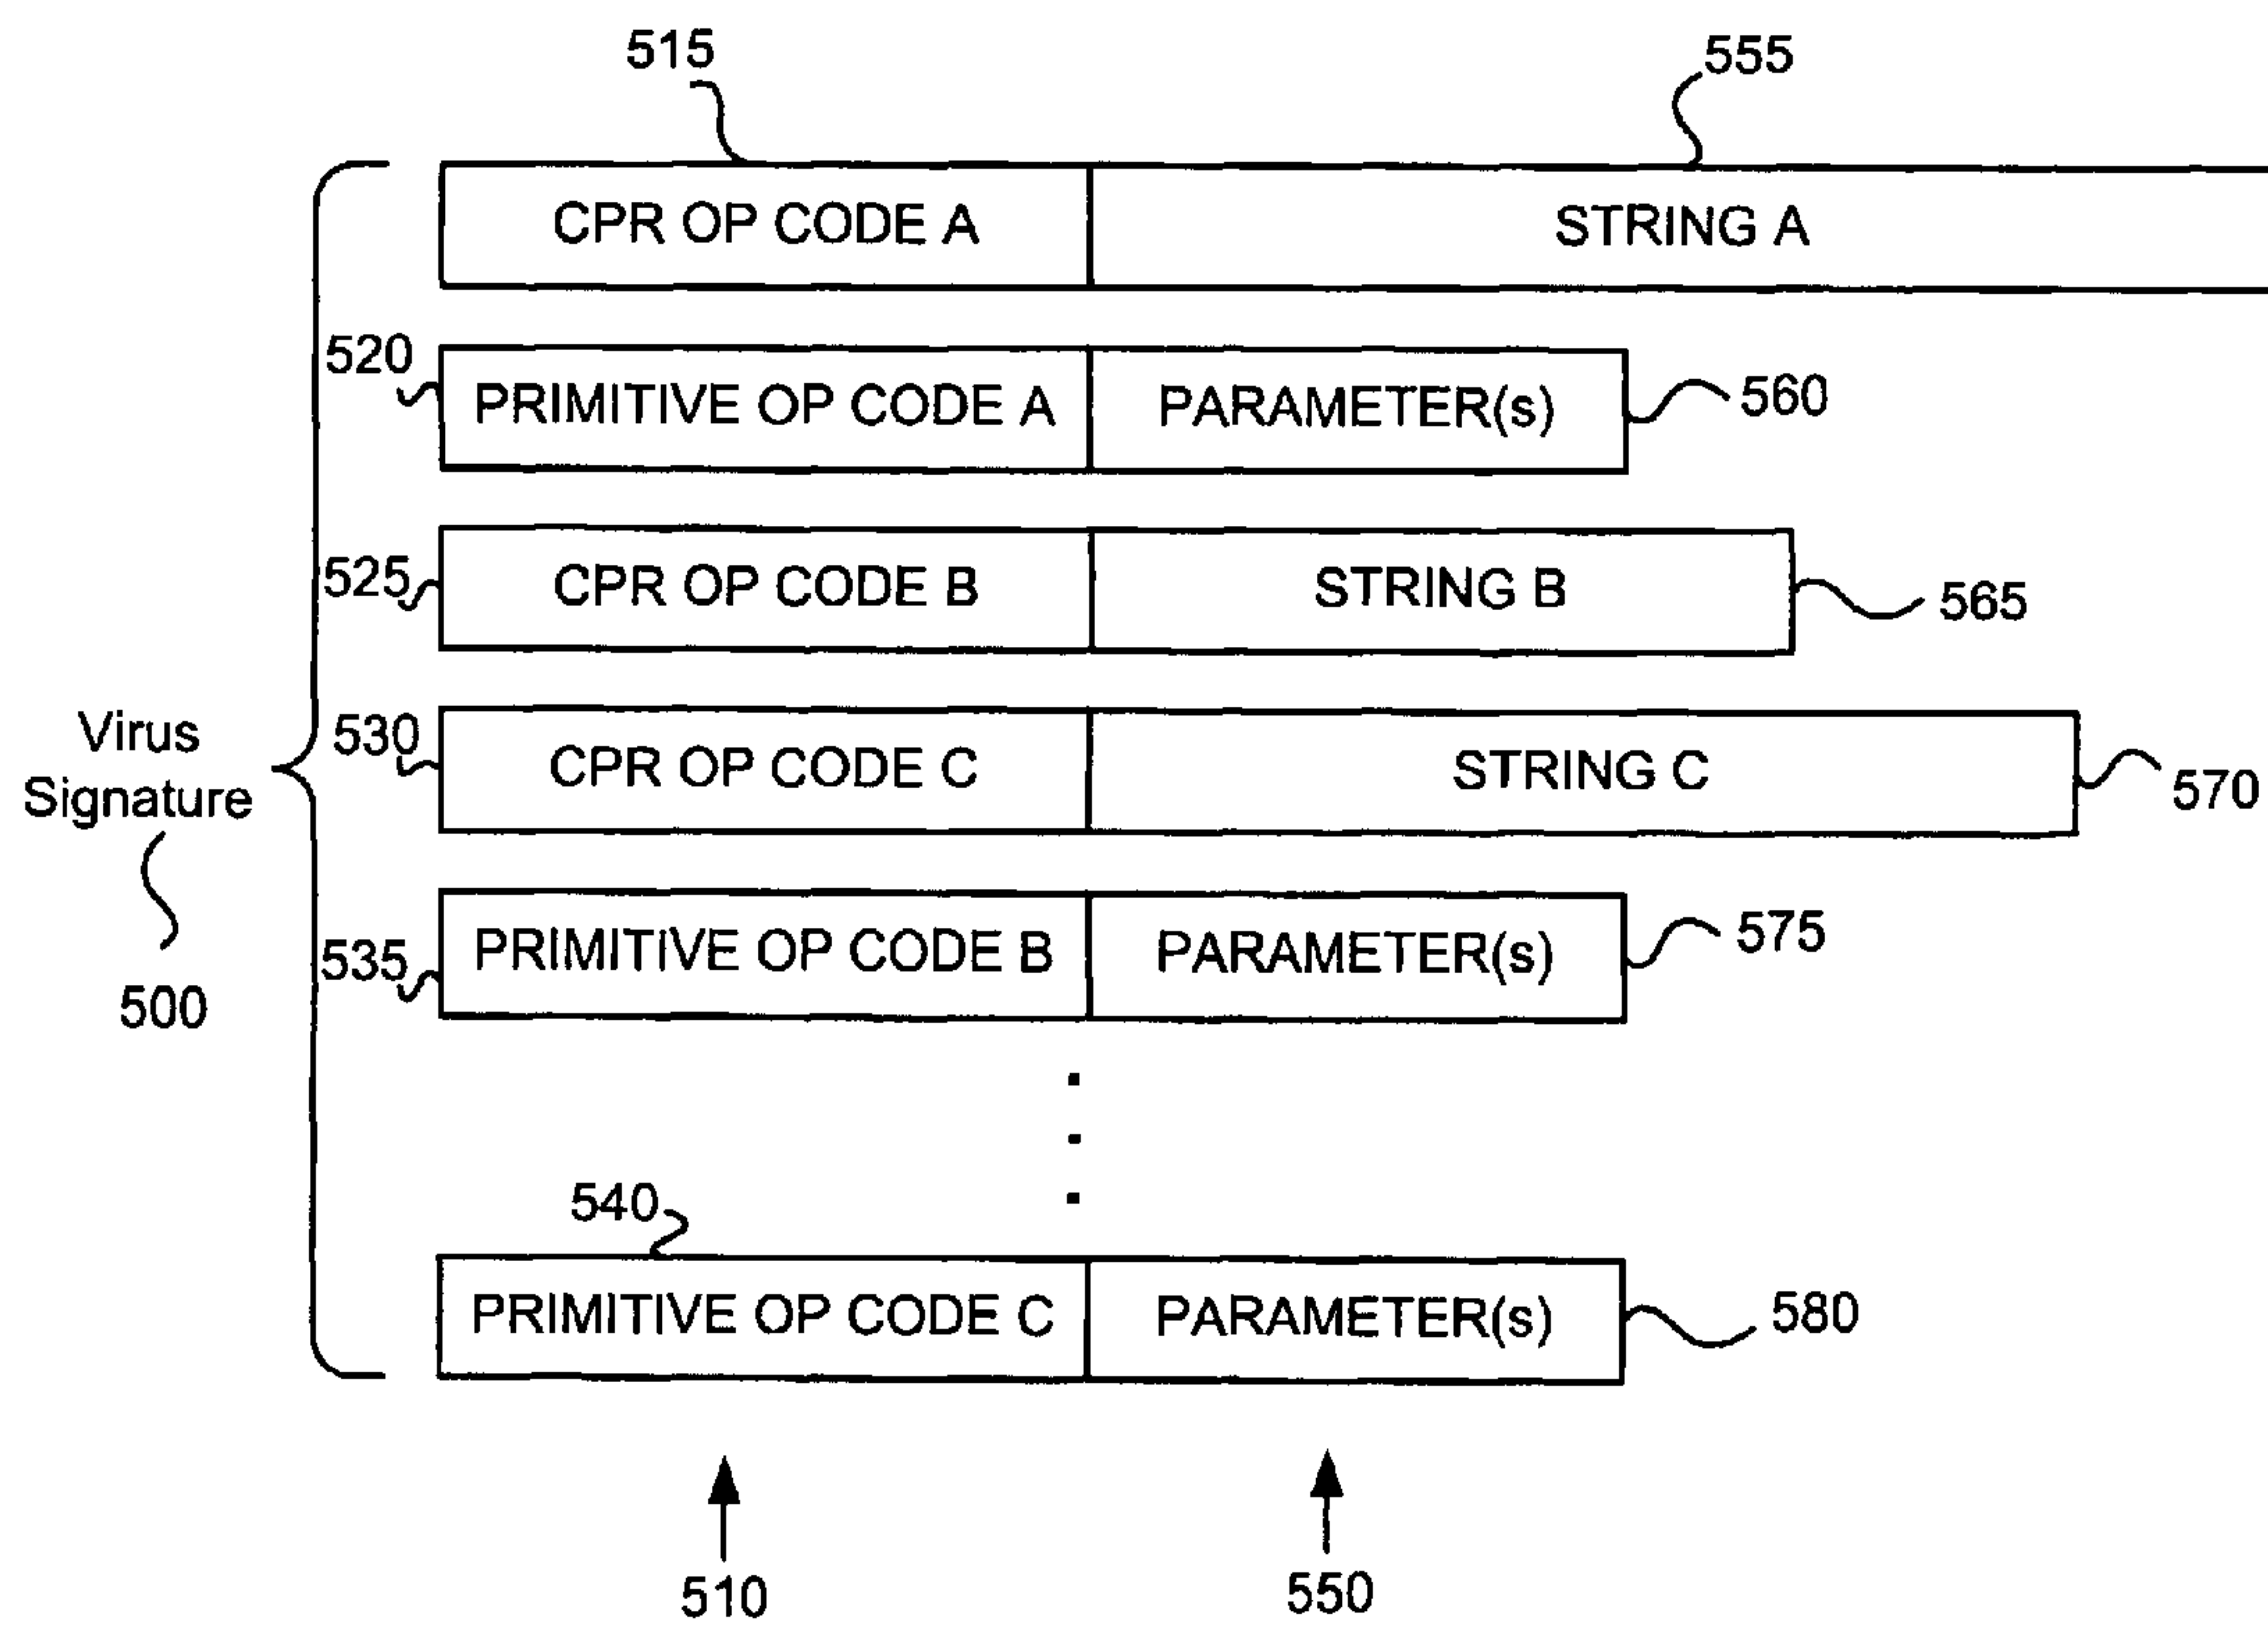 515
555
CPR OP CODE A
STRING A
520
PRIMITIVE OP CODE A
PARAMETER(s)
560
525
CPR OP CODE B
STRING B
565
Virus
Signature
500
530
CPR OP CODE C
STRING C
570
535
PRIMITIVE OP CODE B
PARAMETER(s)
575
540
PRIMITIVE OP CODE C
PARAMETER(s)
580
510
550